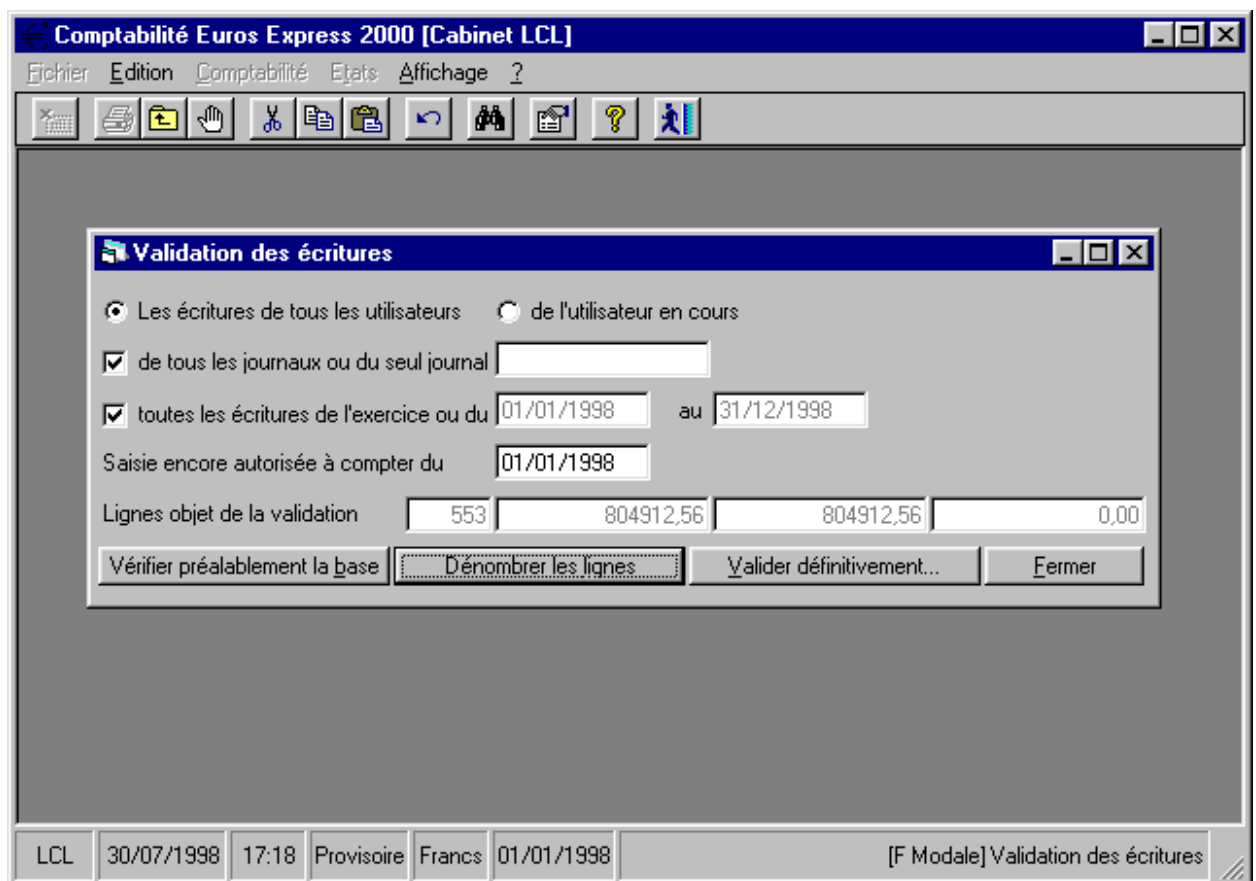 Comptabilité Euros Express 2000 [Cabinet LCL]
Fichier Edition Comptabilité Etats Affichage ?
Validation des écritures
Les écritures de tous les utilisateurs de l'utilisateur en cours
de tous les journaux ou du seul journal
toutes les écritures de l'exercice ou du 01/01/1998 au 31/12/1998
Saisie encore autorisée à compter du 01/01/1998
Lignes objet de la validation 553 804912,56 804912,56 0,00
Vérifier préalablement la base Dénombrer les lignes Valider définitivement... Fermer
LCL 30/07/1998 17:18 Provisoire Francs 01/01/1998 [F Modale] Validation des écritures